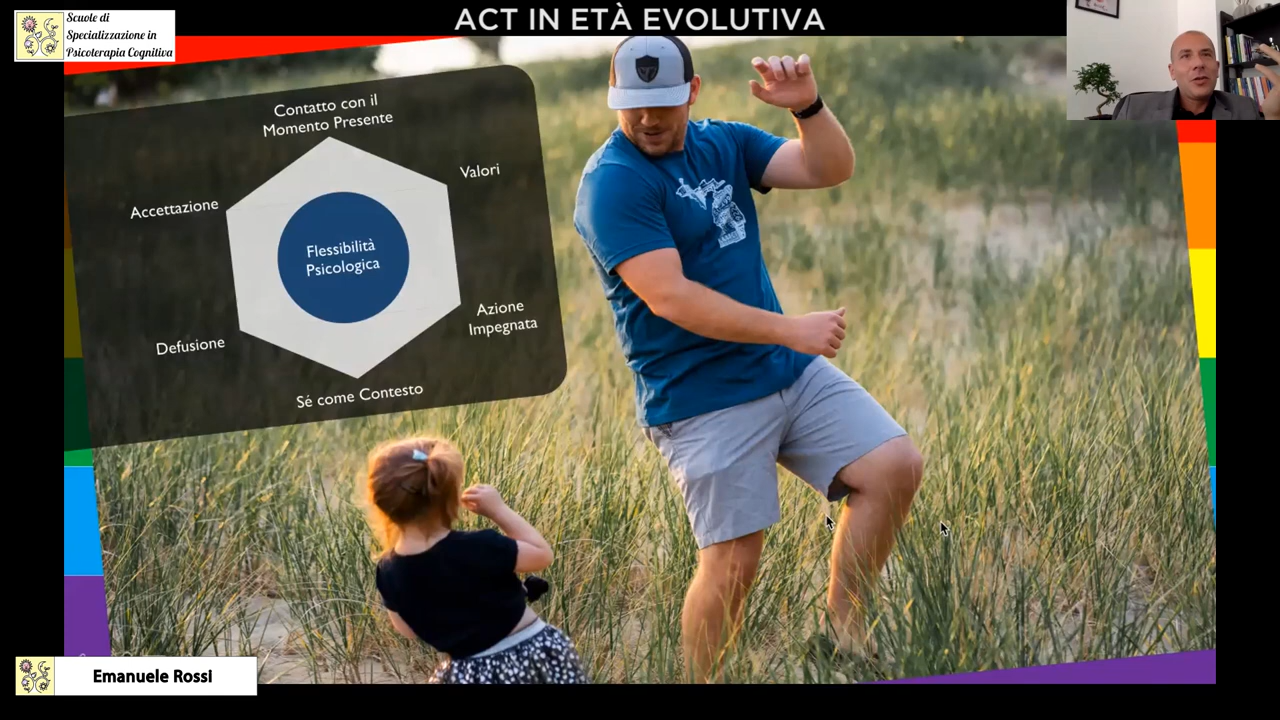 Scuole di
Specializzazione in
Psicoterapia Cognitiva
ACT IN ETÀ EVOLUTIVA
Contatto con il
Momento Presente
Valori
Accettazione
Flessibilità
Psicologica
Azione
Impegnata
Defusione
Sé come Contesto
Emanuele Rossi